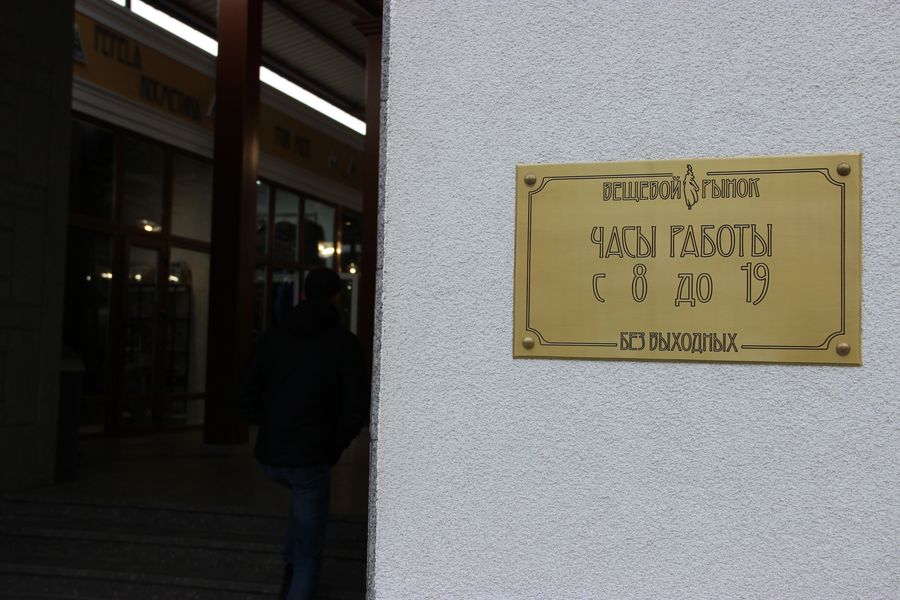 ВЕЩЕВОЙ РЫНОК
ЧАСЫ РАБОТЫ
С 8 ДО 19
БЕЗ ВЫХОДНЫХ